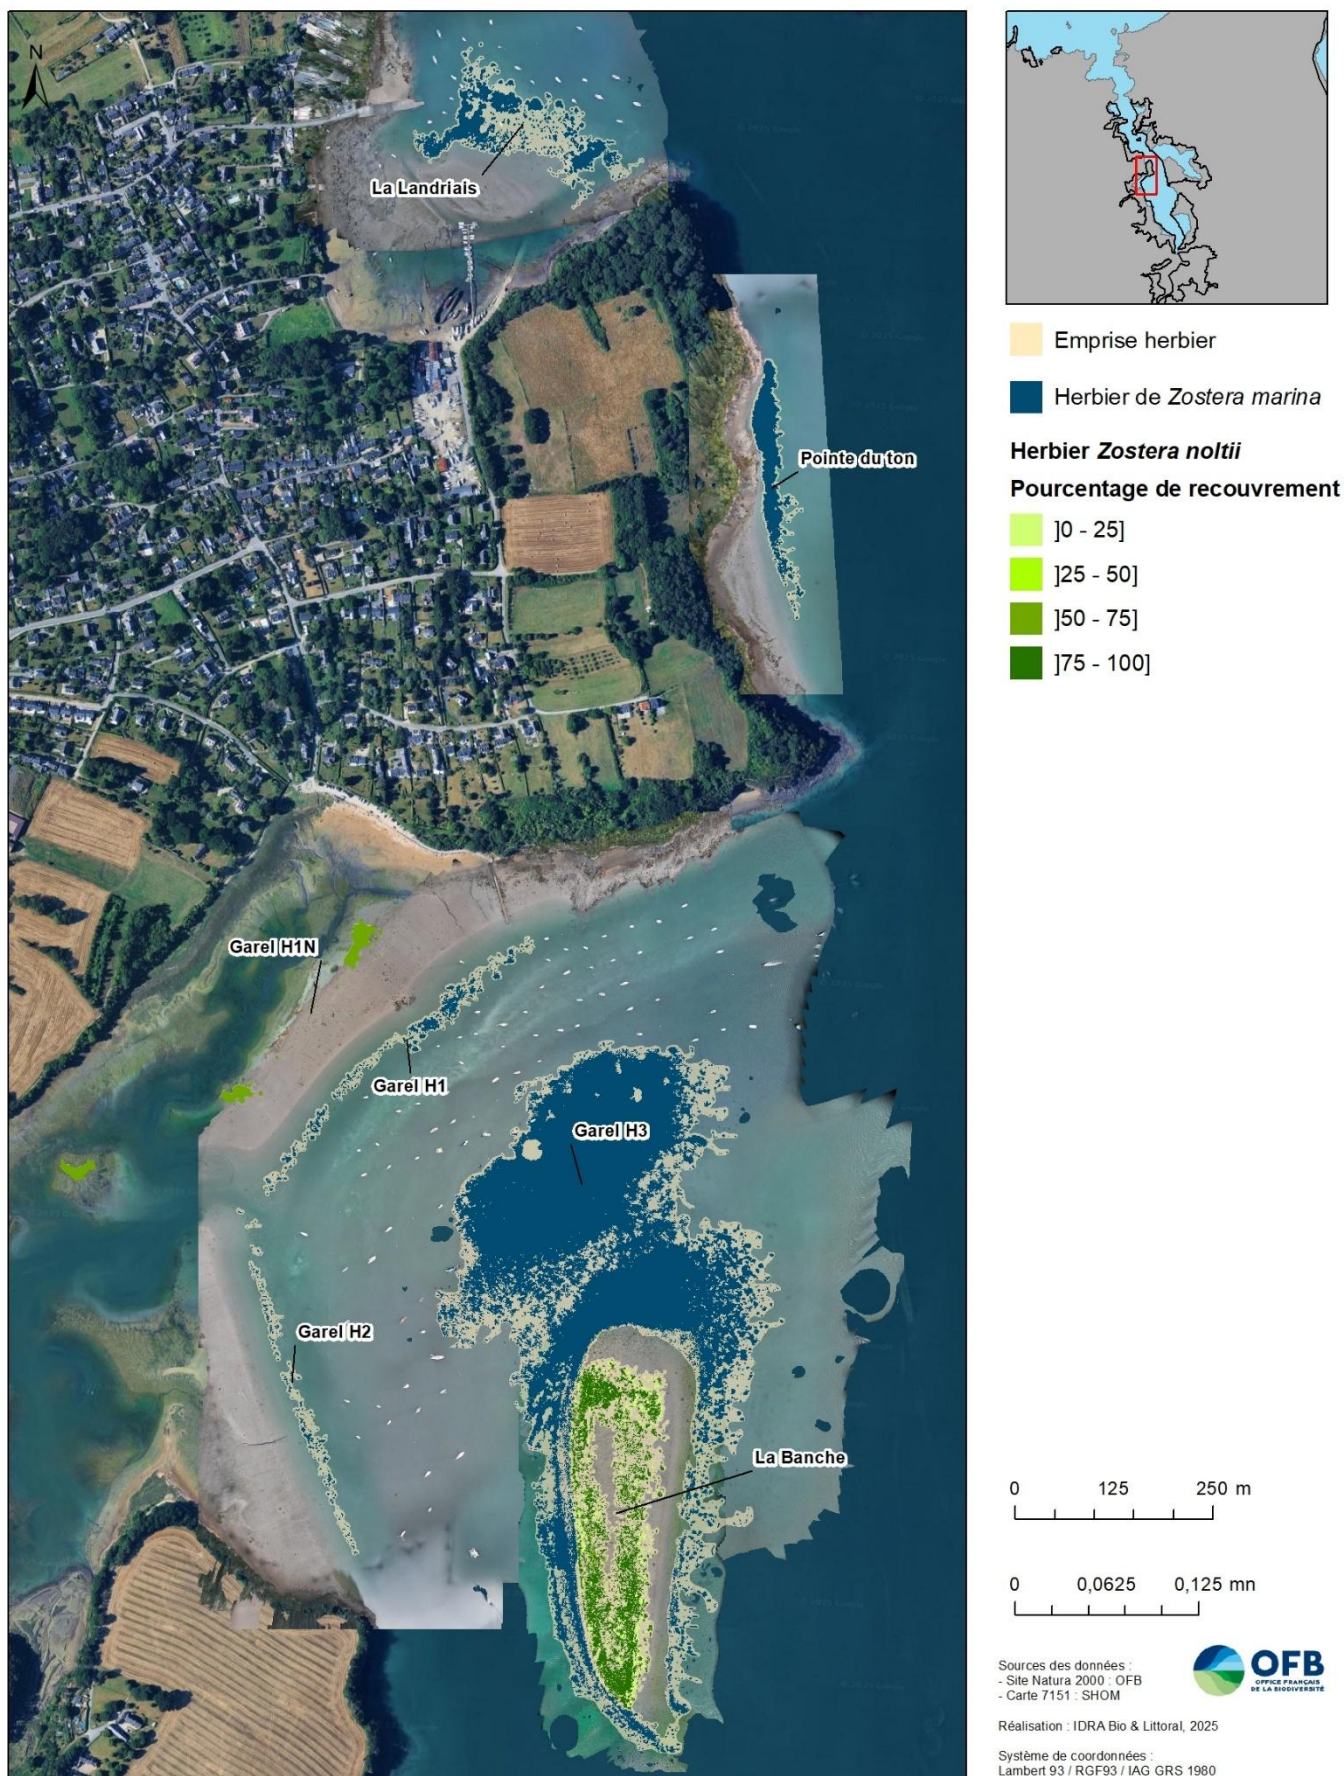 N
La Landriais
Pointe du ton
Garel H1N
Garel H1
Garel H3
Garel H2
La Banche
Emprise herbier
Herbier de Zostera marina
Herbier Zostera noltii
Pourcentage de recouvrement
]0 - 25]
]25 - 50]
]50 - 75]
]75 - 100]
0 125 250 m
0 0,0625 0,125 mn
Sources des données :
- Site Natura 2000 : OFB
- Carte 7151 : SHOM
OFB
OFFICE FRANÇAIS
DE LA BIODIVERSITÉ
Réalisation : IDRA Bio & Littoral, 2025
Système de coordonnées :
Lambert 93 / RGF93 / IAG GRS 1980